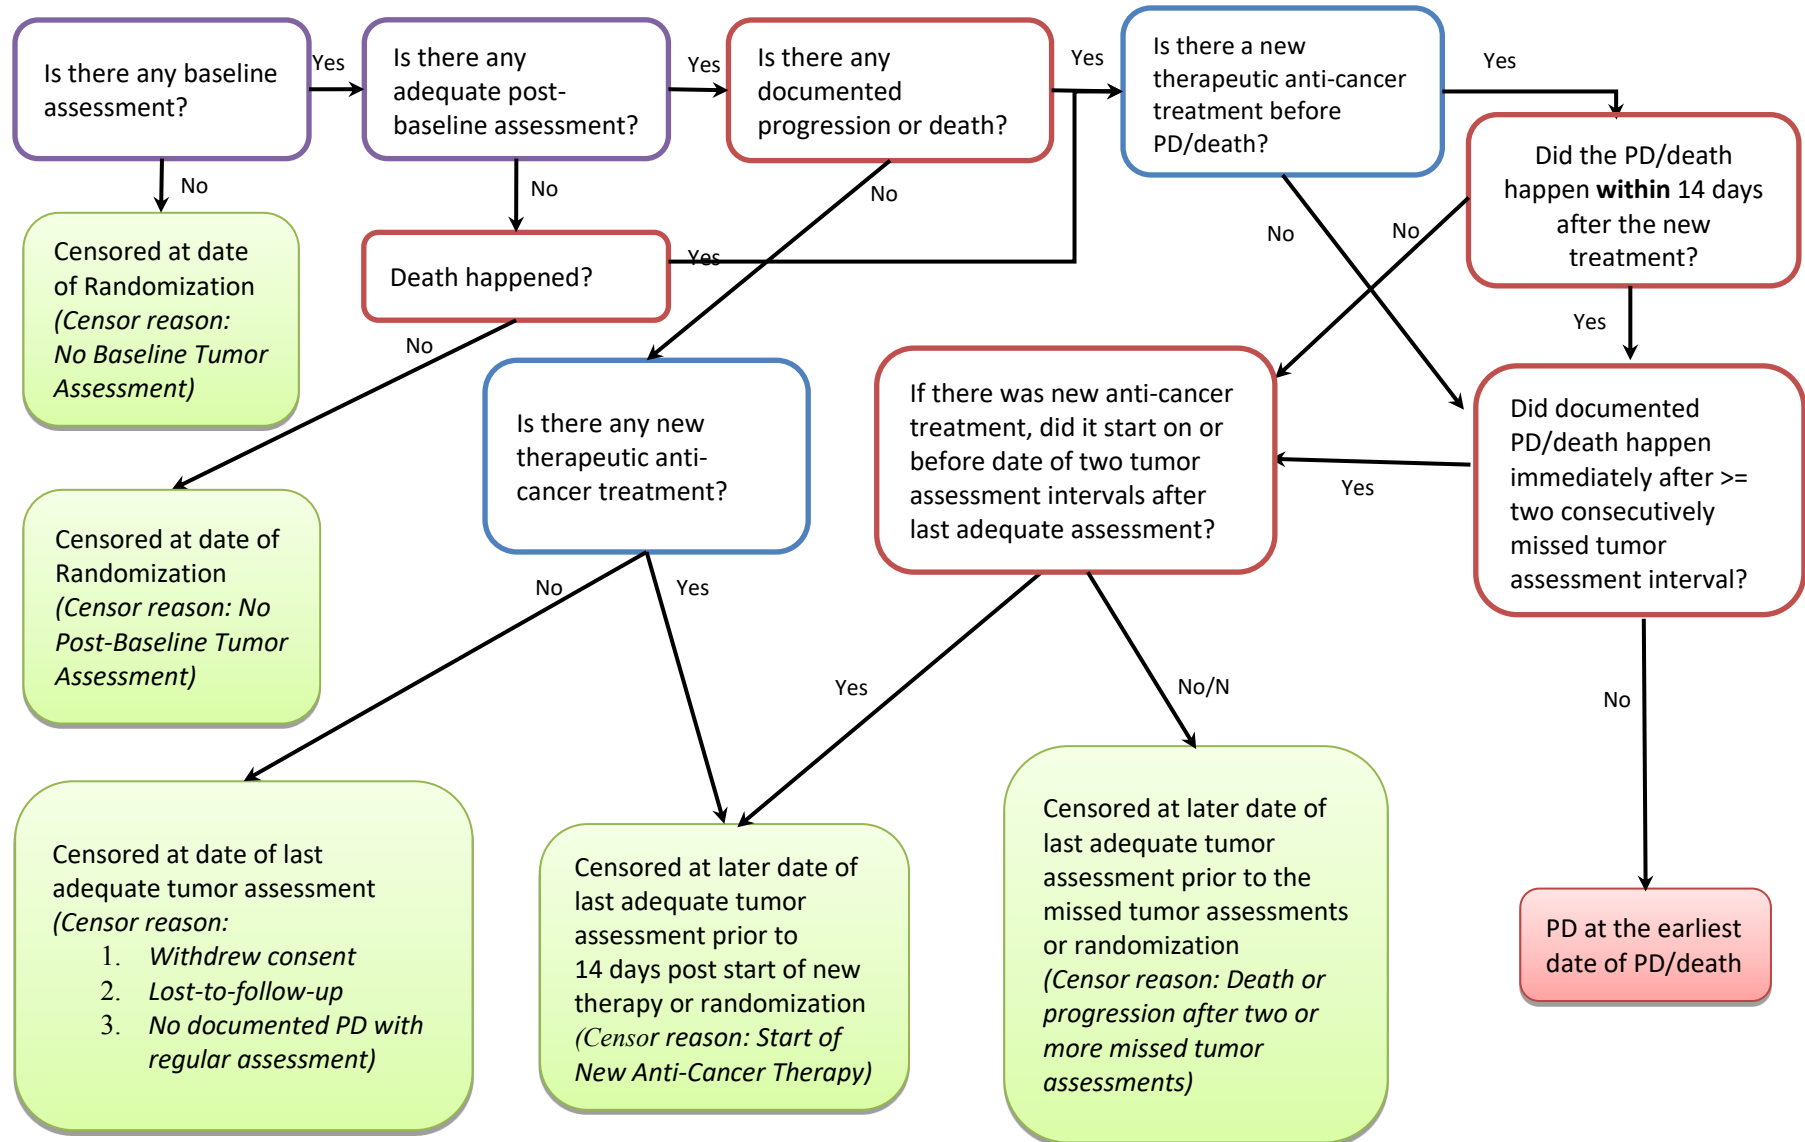 Is there any baseline
assessment?
Yes
Is there any
adequate post-
baseline assessment?
Yes
Is there any
documented
progression or death?
Yes
Is there a new
therapeutic anti-cancer
treatment before
PD/death?
Yes
Did the PD/death
happen within 14 days
after the new
treatment?
No
No
No
No
No
Yes
Censored at date
of Randomization
(Censor reason:
No Baseline Tumor
Assessment)
Death happened?
Yes
No
Is there any new
therapeutic anti-
cancer treatment?
If there was new anti-cancer
treatment, did it start on or
before date of two tumor
assessment intervals after
last adequate assessment?
Yes
Did documented
PD/death happen
immediately after >=
two consecutively
missed tumor
assessment interval?
Censored at date of
Randomization
(Censor reason: No
Post-Baseline Tumor
Assessment)
No
Yes
Yes
No/N
No
Censored at date of last
adequate tumor assessment
(Censor reason:
1. Withdrew consent
2. Lost-to-follow-up
3. No documented PD with
regular assessment)
Censored at later date of
last adequate tumor
assessment prior to
14 days post start of new
therapy or randomization
(Censor reason: Start of
New Anti-Cancer Therapy)
Censored at later date of
last adequate tumor
assessment prior to the
missed tumor assessments
or randomization
(Censor reason: Death or
progression after two or
more missed tumor
assessments)
PD at the earliest
date of PD/death